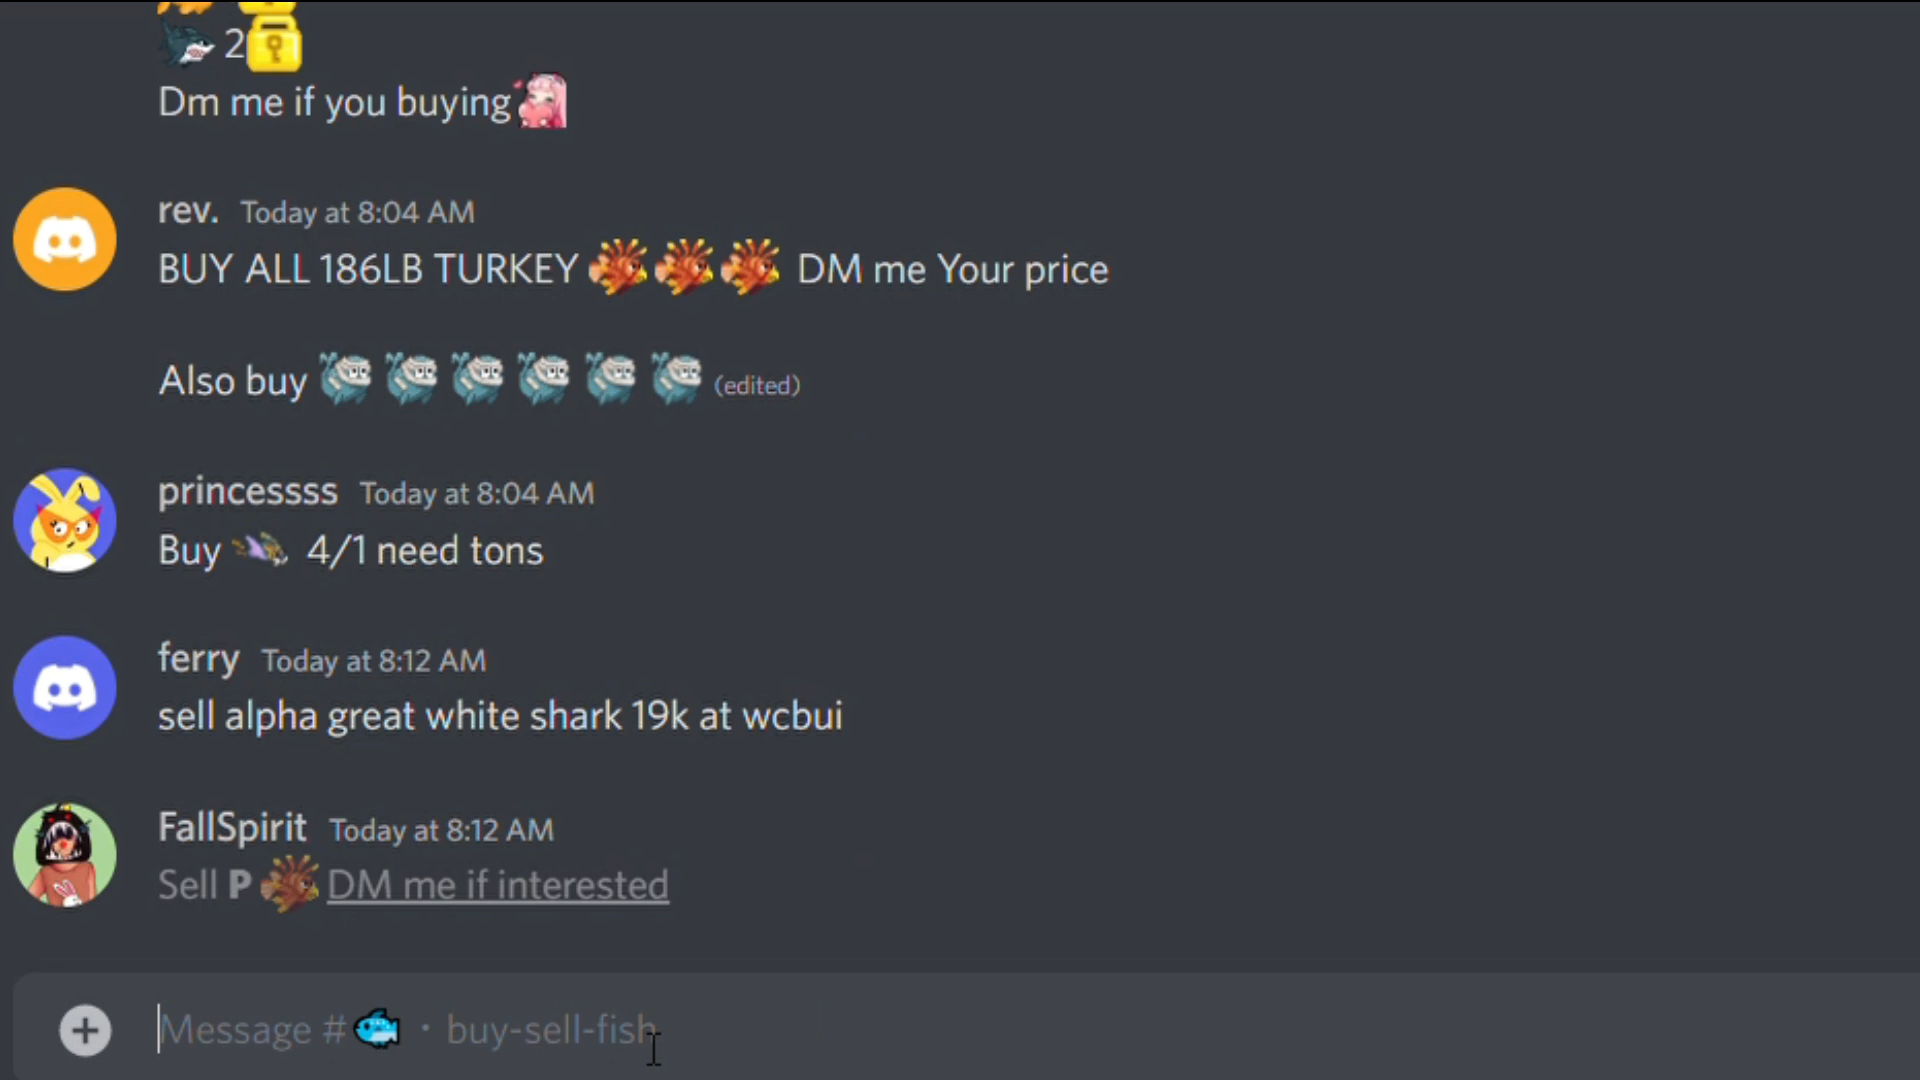 2
Dm me if you buying
rev. Today at 8:04 AM
BUY ALL 186LB TURKEY DM me Your price
Also buy (edited)
princessss Today at 8:04 AM
Buy 4/1 need tons
ferry Today at 8:12 AM
sell alpha great white shark 19k at wcbui
FallSpirit Today at 8:12 AM
Sell P DM me if interested
Message # · buy-sell-fish